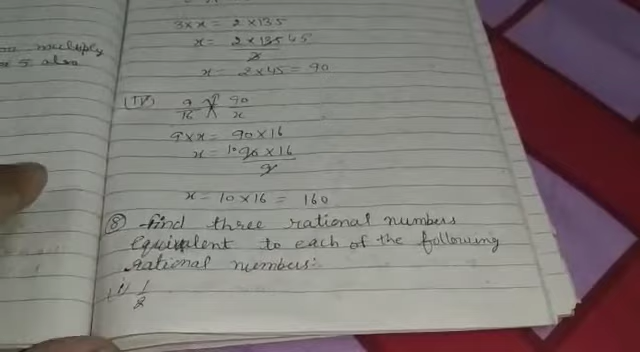 multiply
5 also
3 x x = 2 x 135
x = 2 x 135 45
3
x = 2 x 45 = 90
(IV) 9 90
16 x
9 x x = 90 x 16
x = 10 90 x 16
9
x = 10 x 16 = 160
⑧ find three rational numbers
equivalent to each of the following
rational numbers:
(i) 1
2